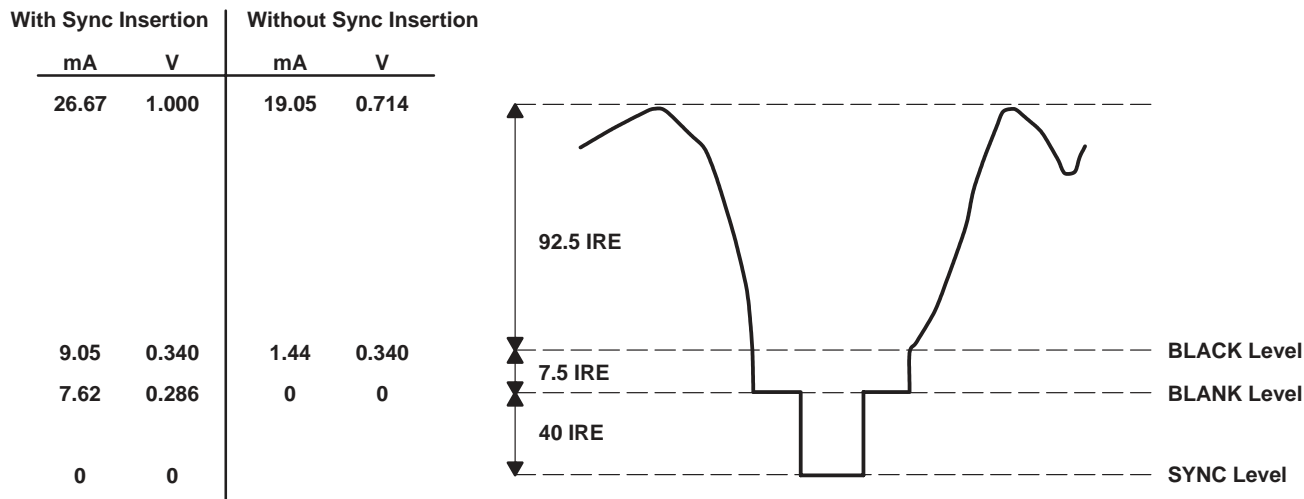 With Sync Insertion Without Sync Insertion
mA V mA V
26.67 1.000 19.05 0.714
92.5 IRE
9.05 0.340 1.44 0.340 BLACK Level
7.5 IRE
7.62 0.286 0 0 BLANK Level
40 IRE
0 0 SYNC Level